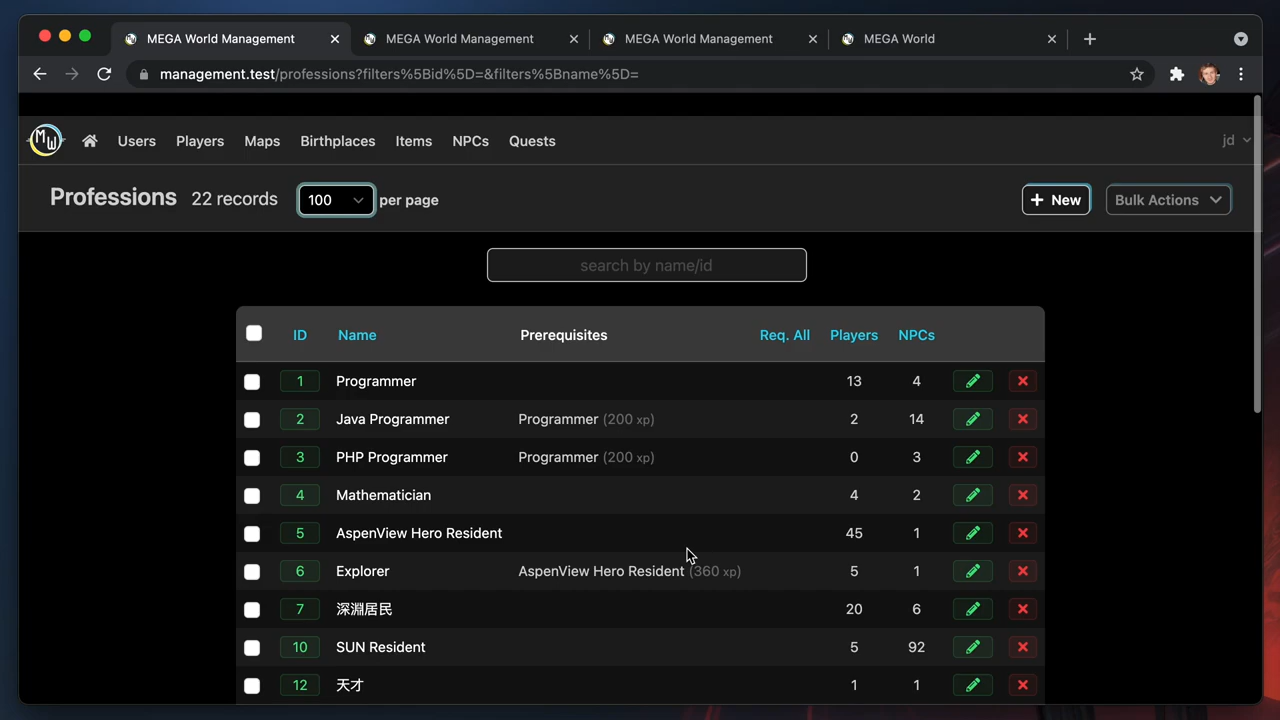 MEGA World Management
MEGA World Management
MEGA World Management
MEGA World
management.test/professions?filters%5Bid%5D=&filters%5Bname%5D=
MW
Users
Players
Maps
Birthplaces
Items
NPCs
Quests
jd
Professions 22 records 100 per page
+ New
Bulk Actions
search by name/id
ID Name Prerequisites Req. All Players NPCs
1 Programmer 13 4
2 Java Programmer Programmer (200 xp) 2 14
3 PHP Programmer Programmer (200 xp) 0 3
4 Mathematician 4 2
5 AspenView Hero Resident 45 1
6 Explorer AspenView Hero Resident (360 xp) 5 1
7 深淵居民 20 6
10 SUN Resident 5 92
12 天才 1 1